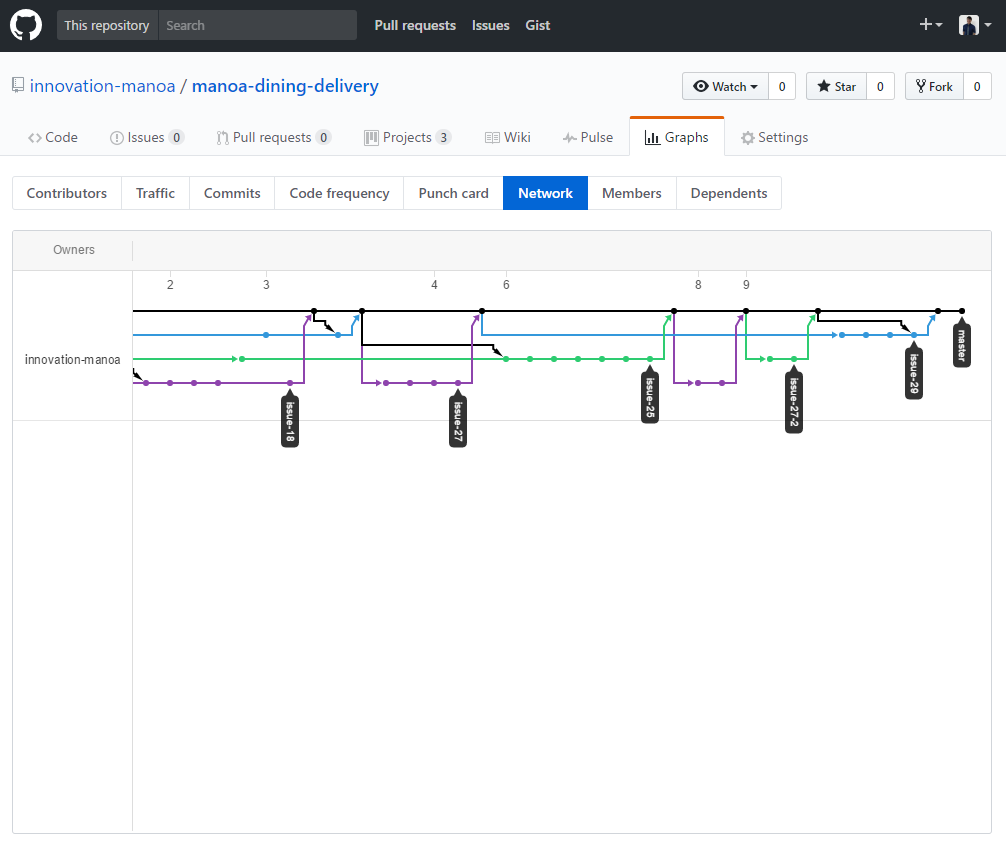 This repository Search Pull requests Issues Gist
innovation-manoa / manoa-dining-delivery Watch 0 Star 0 Fork 0
Code Issues 0 Pull requests 0 Projects 3 Wiki Pulse Graphs Settings
Contributors Traffic Commits Code frequency Punch card Network Members Dependents
Owners
2 3 4 6 8 9
innovation-manoa
issue-18
issue-27
issue-25
issue-27-2
issue-29
master